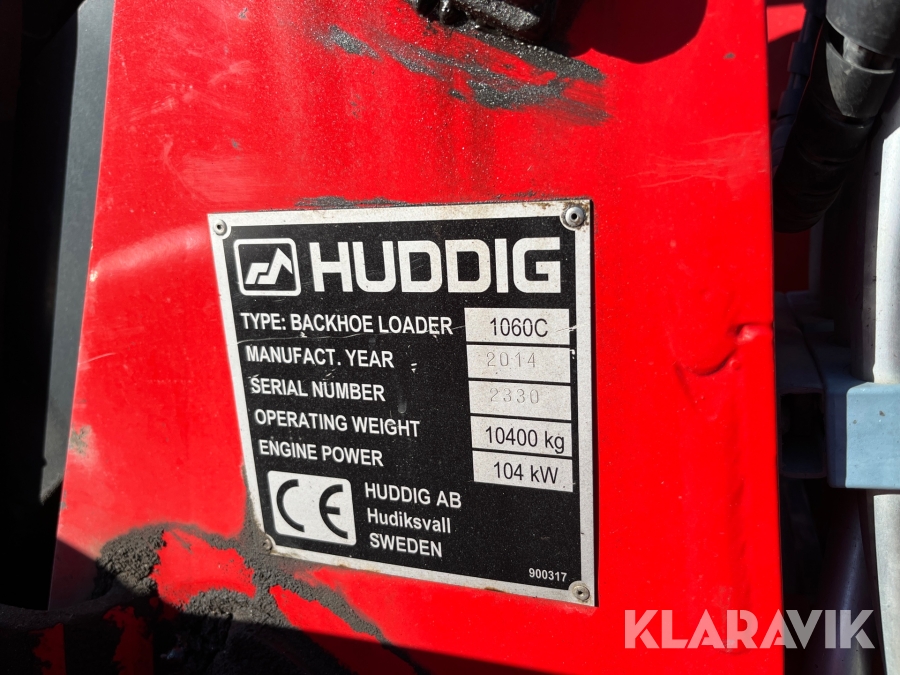 HUDDIG
TYPE: BACKHOE LOADER 1060C
MANUFACT. YEAR 2014
SERIAL NUMBER 2330
OPERATING WEIGHT 10400 kg
ENGINE POWER 104 kW
CE
HUDDIG AB
Hudiksvall
SWEDEN
900317
KLARAVIK